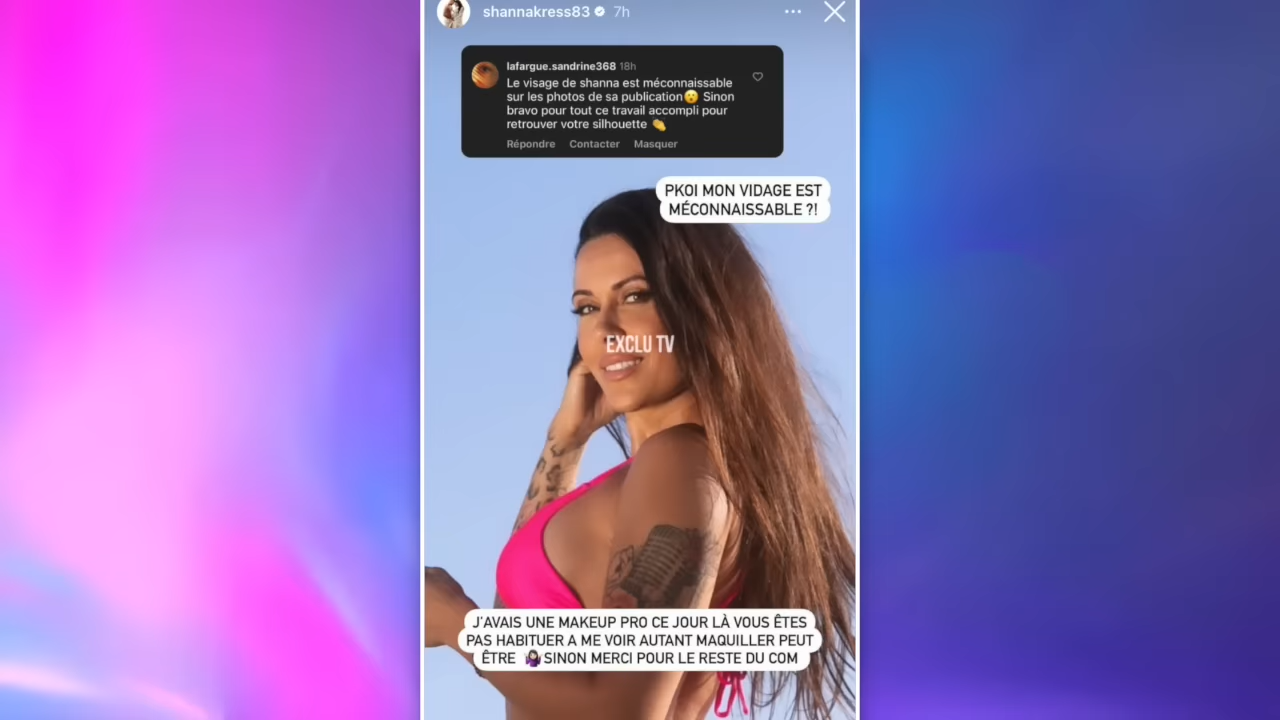 shannakress83 7h
lafargue.sandrine368 18h
Le visage de shanna est méconnaissable
sur les photos de sa publication😮 Sinon
bravo pour tout ce travail accompli pour
retrouver votre silhouette 👏
Répondre Contacter Masquer
PKOI MON VIDAGE EST
MÉCONNAISSABLE ?!
EXCLU TV
J'AVAIS UNE MAKEUP PRO CE JOUR LÀ VOUS ÊTES
PAS HABITUER A ME VOIR AUTANT MAQUILLER PEUT
ÊTRE 🤷🏻‍♀️SINON MERCI POUR LE RESTE DU COM